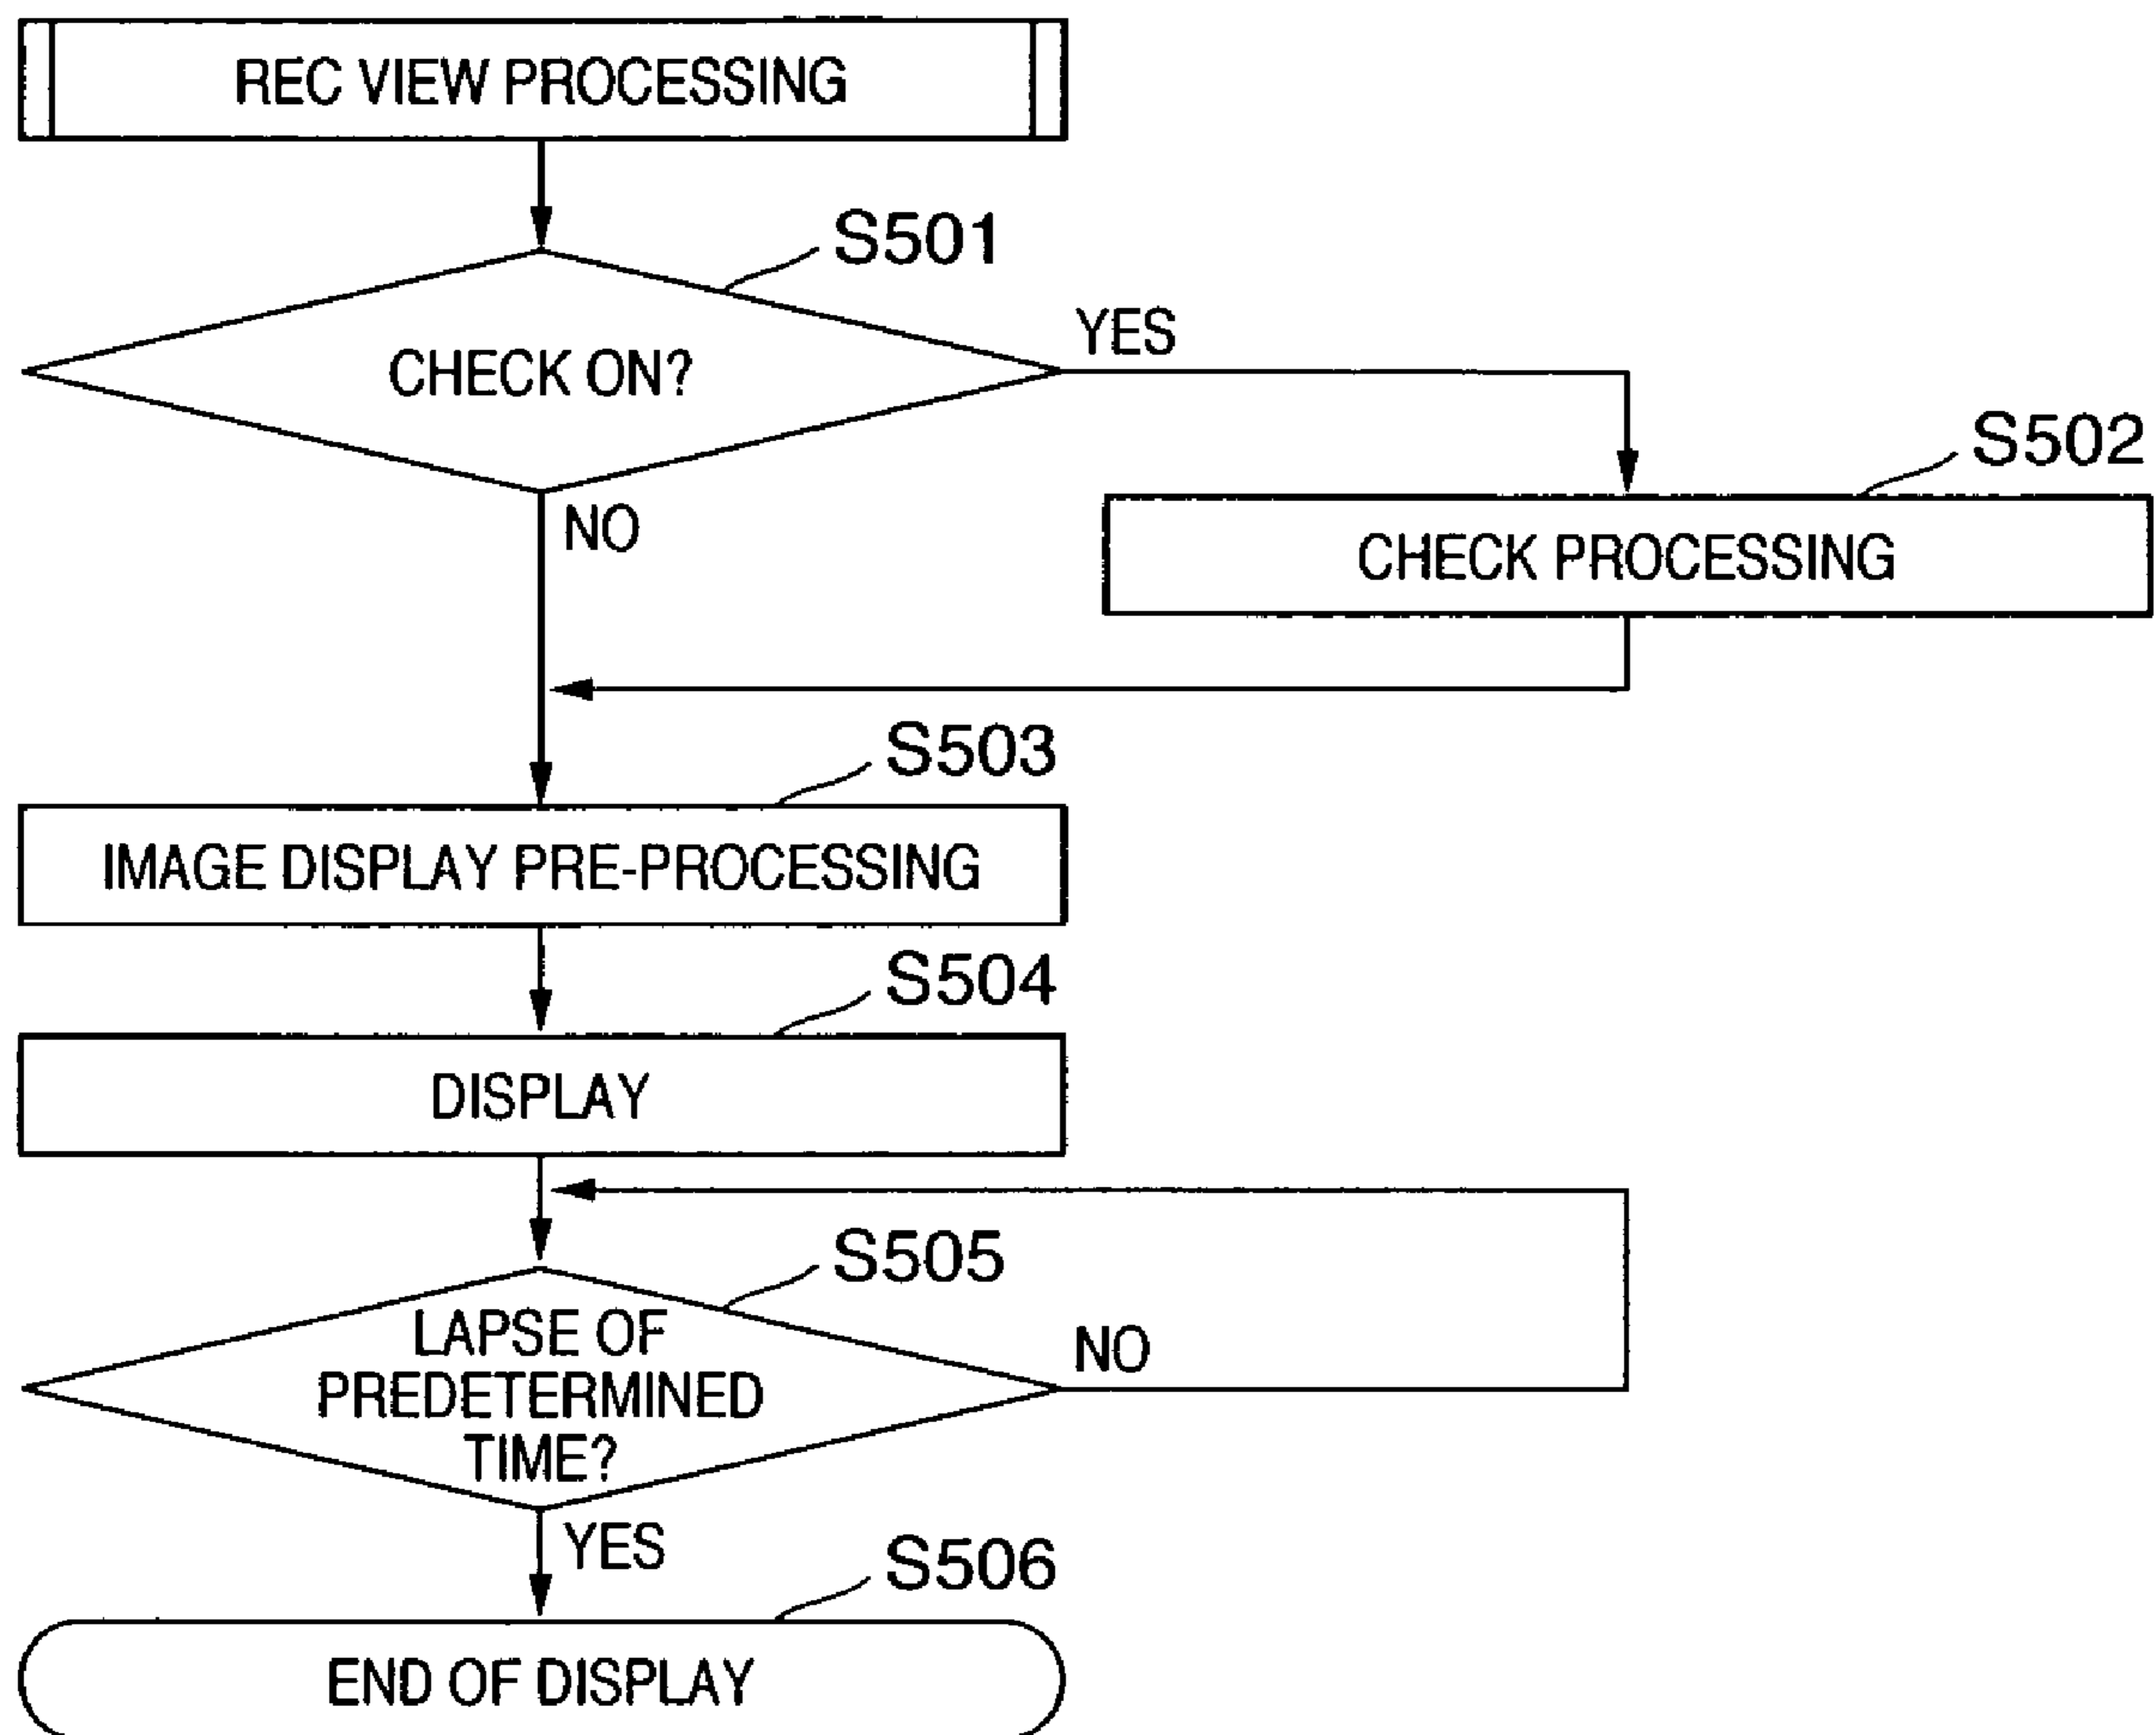 REC VIEW PROCESSING
S501
CHECK ON?
YES
NO
S502
CHECK PROCESSING
S503
IMAGE DISPLAY PRE-PROCESSING
S504
DISPLAY
S505
LAPSE OF
PREDETERMINED
TIME?
NO
YES
S506
END OF DISPLAY